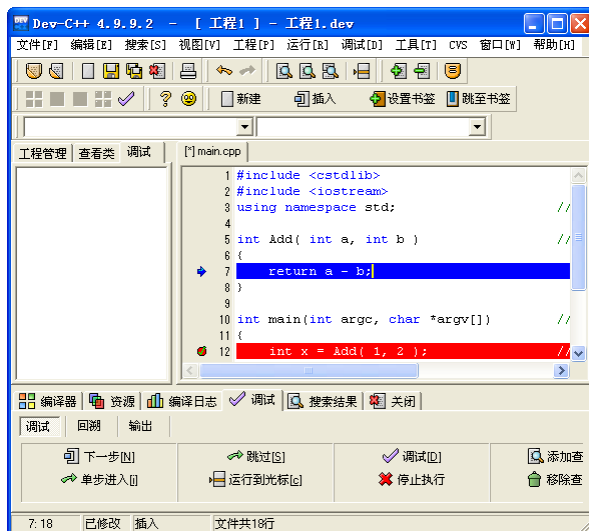 Dev-C++ 4.9.9.2 - [ 工程1 ] - 工程1.dev
文件[F] 编辑[E] 搜索[S] 视图[V] 工程[P] 运行[R] 调试[D] 工具[T] CVS 窗口[W] 帮助[H]
新建 插入 设置书签 跳至书签
工程管理 查看类 调试 [*] main.cpp
1 #include <cstdlib>
2 #include <iostream>
3 using namespace std; //
4
5 int Add( int a, int b ) //
6 {
7 return a - b;
8 }
9
10 int main(int argc, char *argv[]) //
11 {
12 int x = Add( 1, 2 ); //
编译器 资源 编译日志 调试 搜索结果 关闭
调试 回溯 输出
下一步[N] 跳过[S] 调试[D] 添加查
单步进入[i] 运行到光标[c] 停止执行 移除查
7: 18 已修改 插入 文件共18行